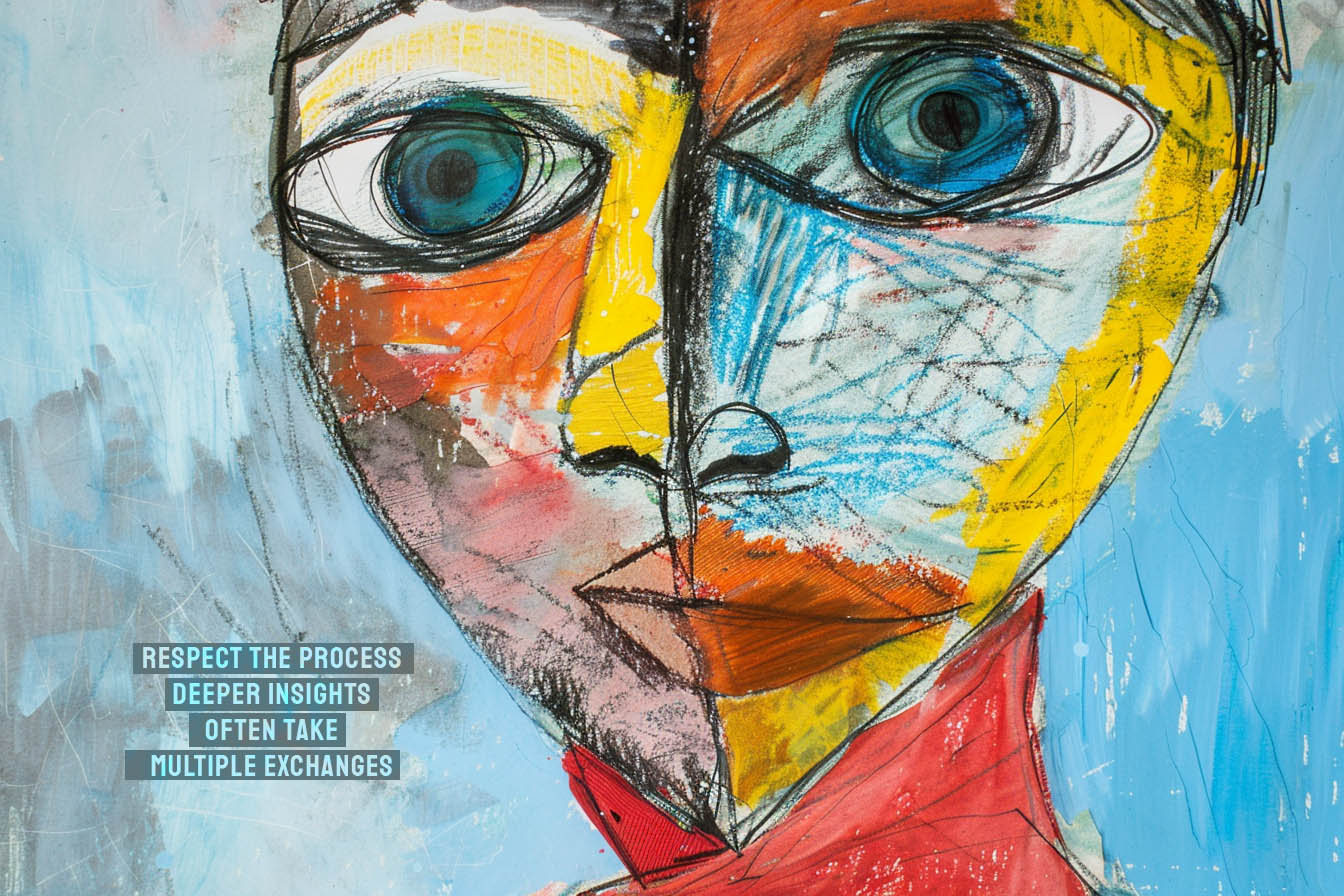 RESPECT THE PROCESS
DEEPER INSIGHTS
OFTEN TAKE
MULTIPLE EXCHANGES